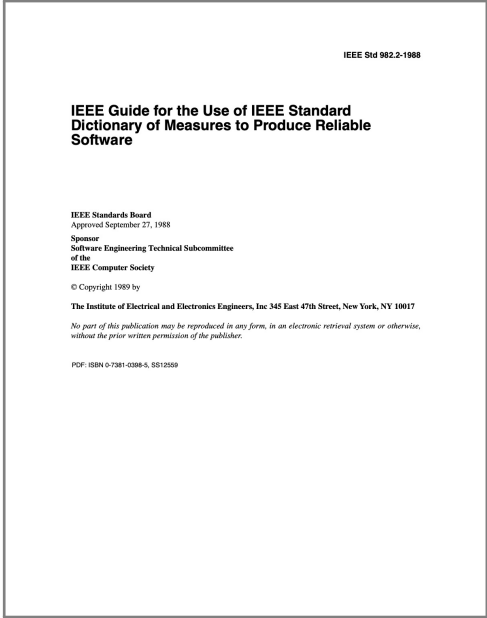 IEEE Std 982.2-1988
IEEE Guide for the Use of IEEE Standard
Dictionary of Measures to Produce Reliable
Software
IEEE Standards Board
Approved September 27, 1988
Sponsor
Software Engineering Technical Subcommittee
of the
IEEE Computer Society
© Copyright 1989 by
The Institute of Electrical and Electronics Engineers, Inc 345 East 47th Street, New York, NY 10017
No part of this publication may be reproduced in any form, in an electronic retrieval system or otherwise,
without the prior written permission of the publisher.
PDF: ISBN 0-7381-0398-5, SS12559